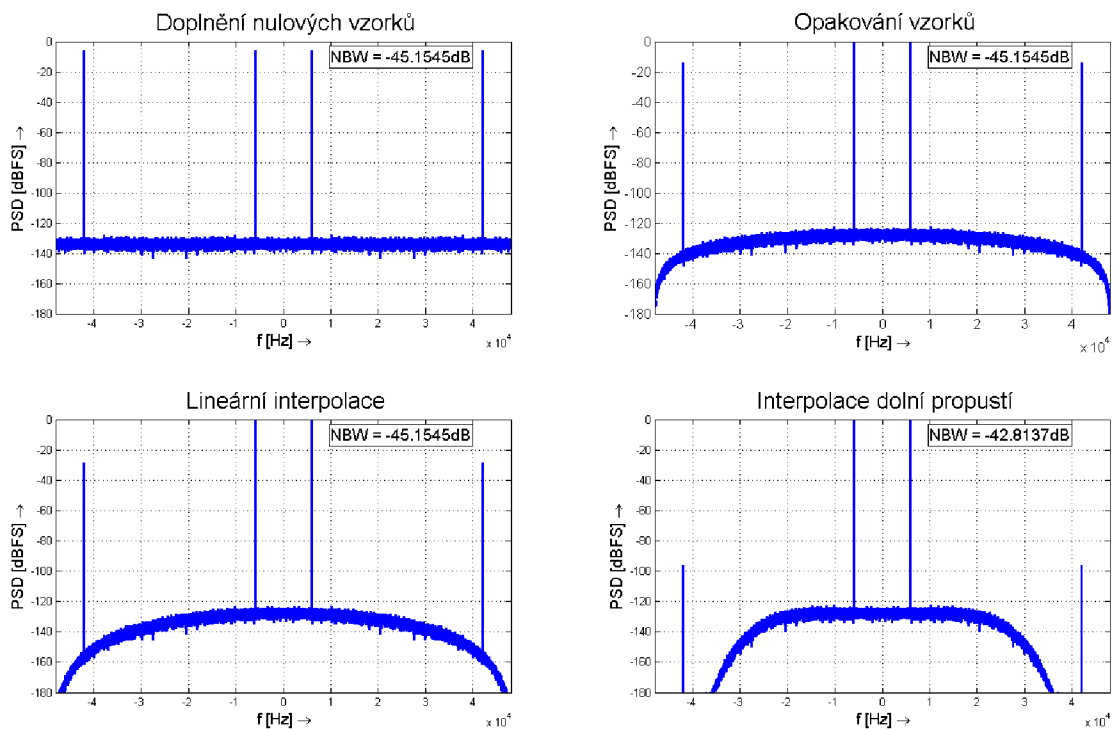 Doplnění nulových vzorků
NBW = -45.1545dB
PSD [dBFS] →
0
-20
-40
-60
-80
-100
-120
-140
-160
-180
-4 -3 -2 -1 0 1 2 3 4
f [Hz] →
x 10^4
Opakování vzorků
NBW = -45.1545dB
PSD [dBFS] →
0
-20
-40
-60
-80
-100
-120
-140
-160
-180
-4 -3 -2 -1 0 1 2 3 4
f [Hz] →
x 10^4
Lineární interpolace
NBW = -45.1545dB
PSD [dBFS] →
0
-20
-40
-60
-80
-100
-120
-140
-160
-180
-4 -3 -2 -1 0 1 2 3 4
f [Hz] →
x 10^4
Interpolace dolní propustí
NBW = -42.8137dB
PSD [dBFS] →
0
-20
-40
-60
-80
-100
-120
-140
-160
-180
-4 -3 -2 -1 0 1 2 3 4
f [Hz] →
x 10^4